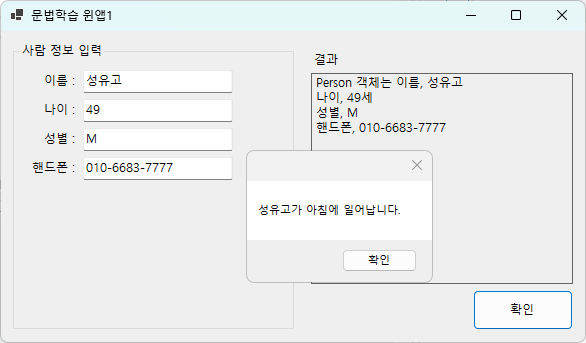 문법학습 윈앱1
사람 정보 입력
이름 : 성유고
나이 : 49
성별 : M
핸드폰 : 010-6683-7777
결과
Person 객체는 이름, 성유고
나이, 49세
성별, M
핸드폰, 010-6683-7777
성유고가 아침에 일어납니다.
확인
확인